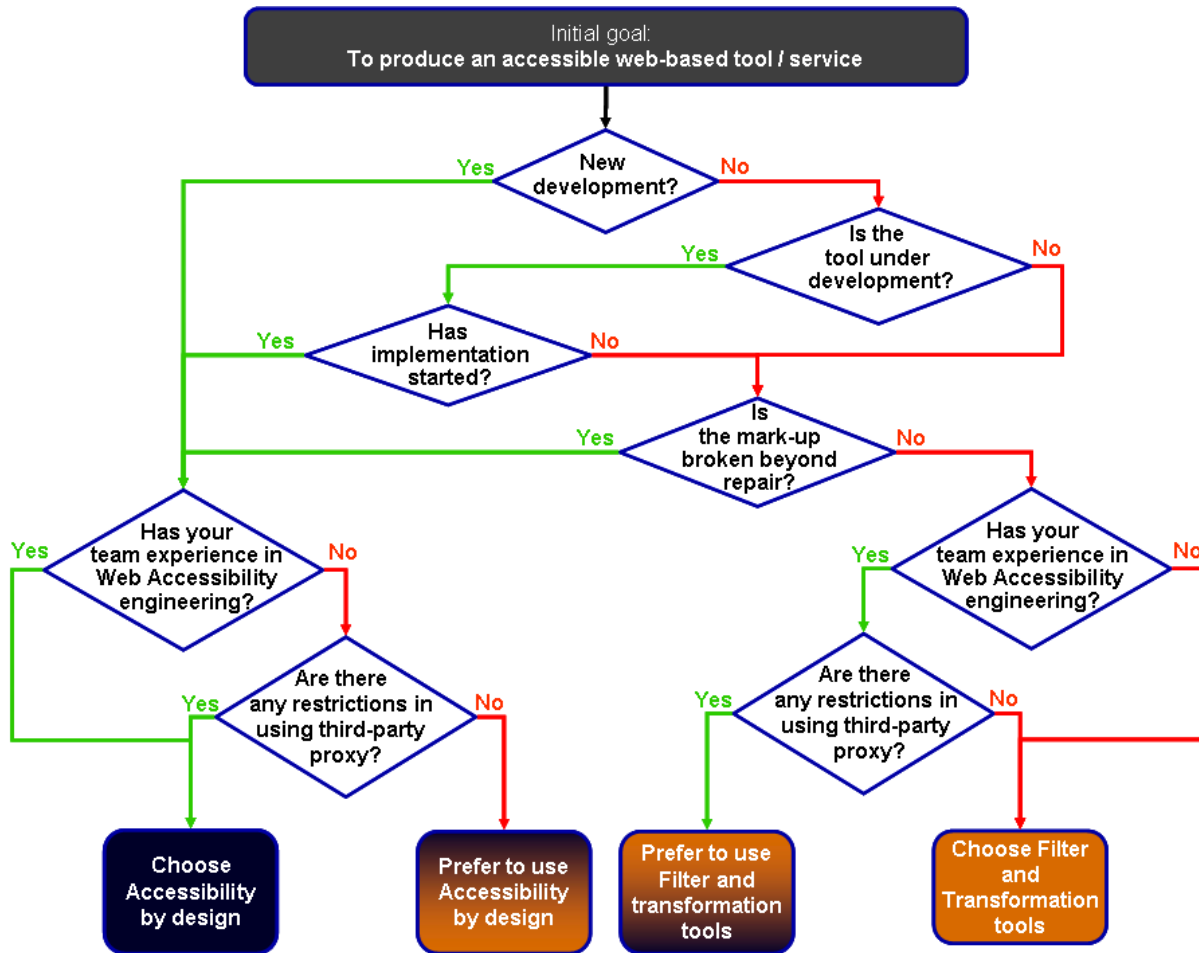 Initial goal:
To produce an accessible web-based tool / service
Yes
New
development?
No
Yes
Is the
tool under
development?
No
Yes
Has
implementation
started?
No
Yes
Is
the mark-up
broken beyond
repair?
No
Yes
Has your
team experience in
Web Accessibility
engineering?
No
Yes
Has your
team experience in
Web Accessibility
engineering?
No
Yes
Are there
any restrictions in
using third-party
proxy?
No
Yes
Are there
any restrictions in
using third-party
proxy?
No
Choose
Accessibility
by design
Prefer to use
Accessibility
by design
Prefer to use
Filter and
transformation
tools
Choose Filter
and
Transformation
tools